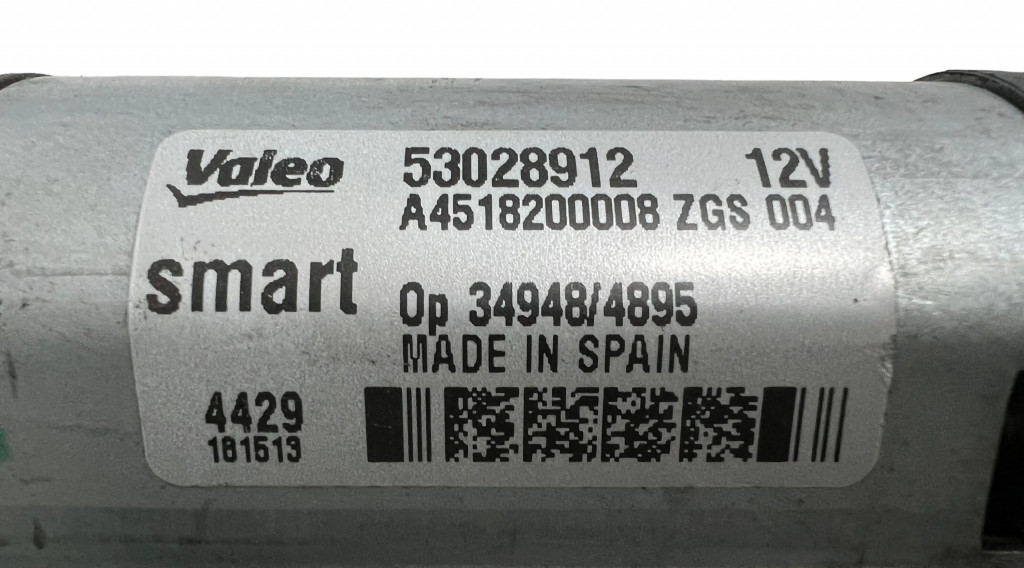 Valeo 53028912 12V
A4518200008 ZGS 004
smart
Op 34948/4895
MADE IN SPAIN
4429
181513